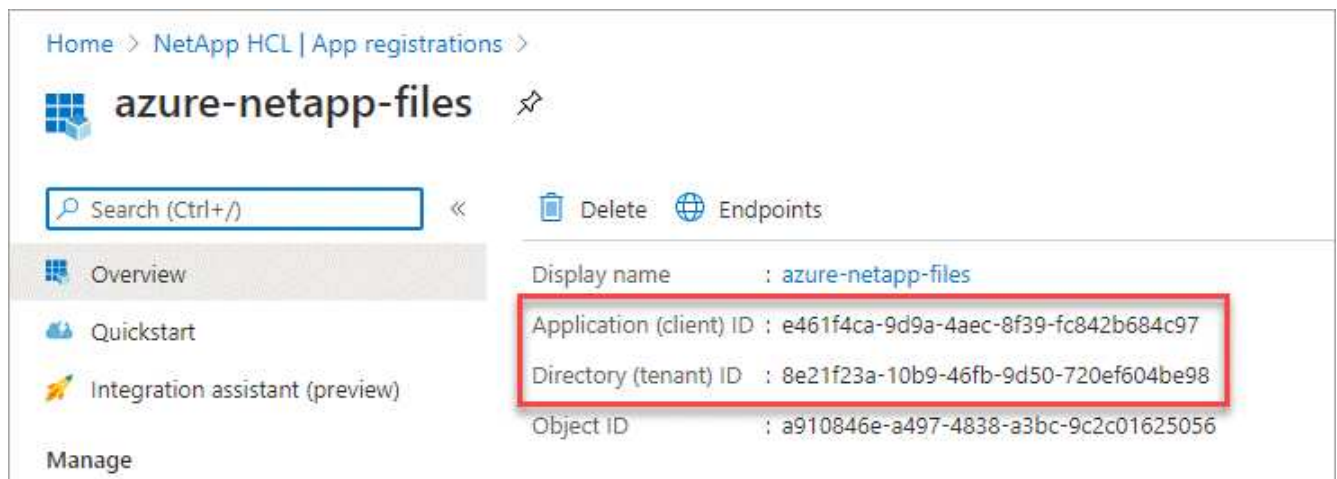 Home > NetApp HCL | App registrations >
azure-netapp-files
Search (Ctrl+/)
«
Delete
Endpoints
Overview
Quickstart
Integration assistant (preview)
Manage
Display name : azure-netapp-files
Application (client) ID : e461f4ca-9d9a-4aec-8f39-fc842b684c97
Directory (tenant) ID : 8e21f23a-10b9-46fb-9d50-720ef604be98
Object ID : a910846e-a497-4838-a3bc-9c2c01625056